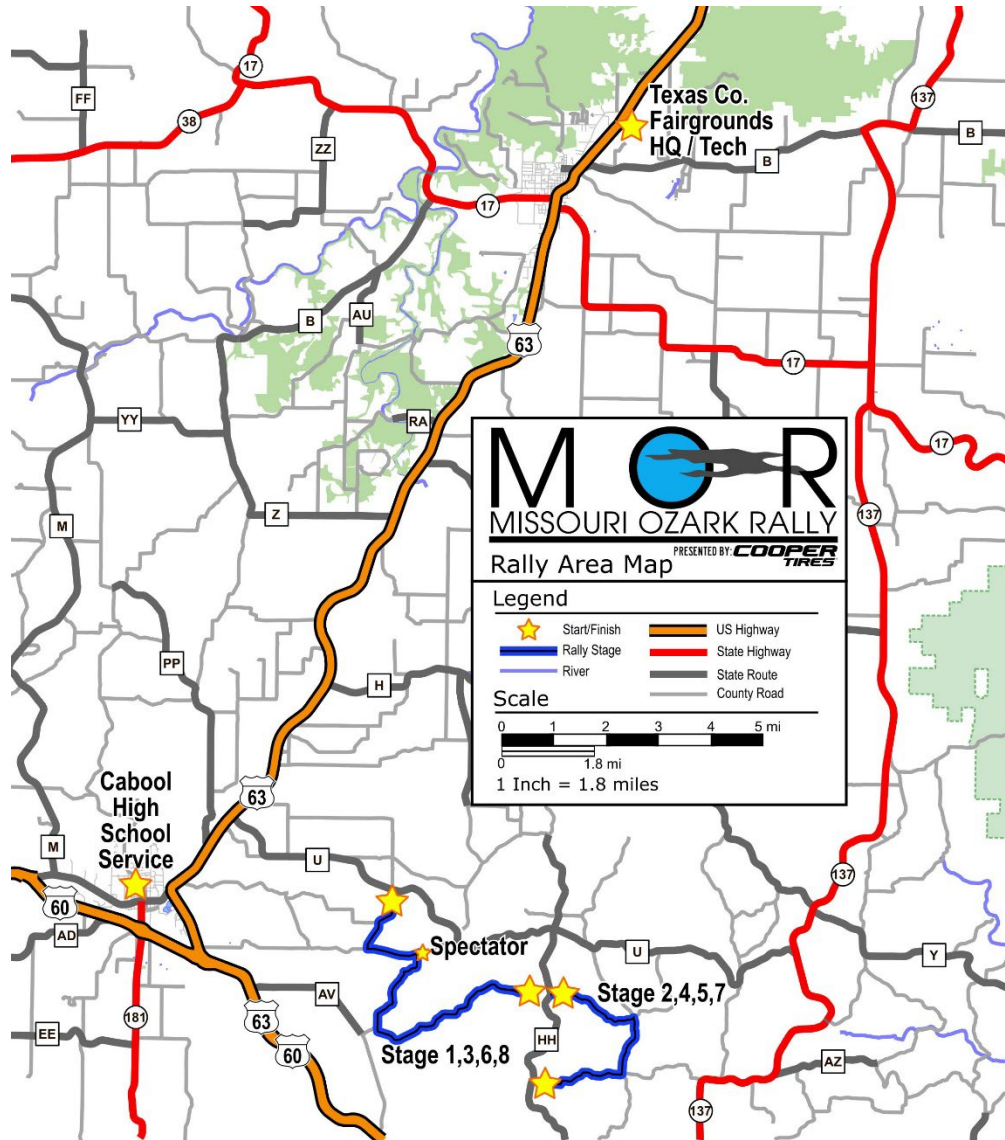 17
FF
38
ZZ
137
Texas Co.
Fairgrounds
HQ / Tech
B
B
17
AU
B
63
17
YY
RA
17
M
Z
137
M O R
MISSOURI OZARK RALLY
PRESENTED BY: COOPER
TIRES
Rally Area Map
Legend
Start/Finish
Rally Stage
River
US Highway
State Highway
State Route
County Road
Scale
0 1 2 3 4 5 mi
0 1.8 mi
1 Inch = 1.8 miles
PP
H
63
Cabool
High
School
Service
M
U
137
60
AD
Spectator
U
Y
AV
Stage 2,4,5,7
181
EE
63
60
Stage 1,3,6,8
HH
AZ
137